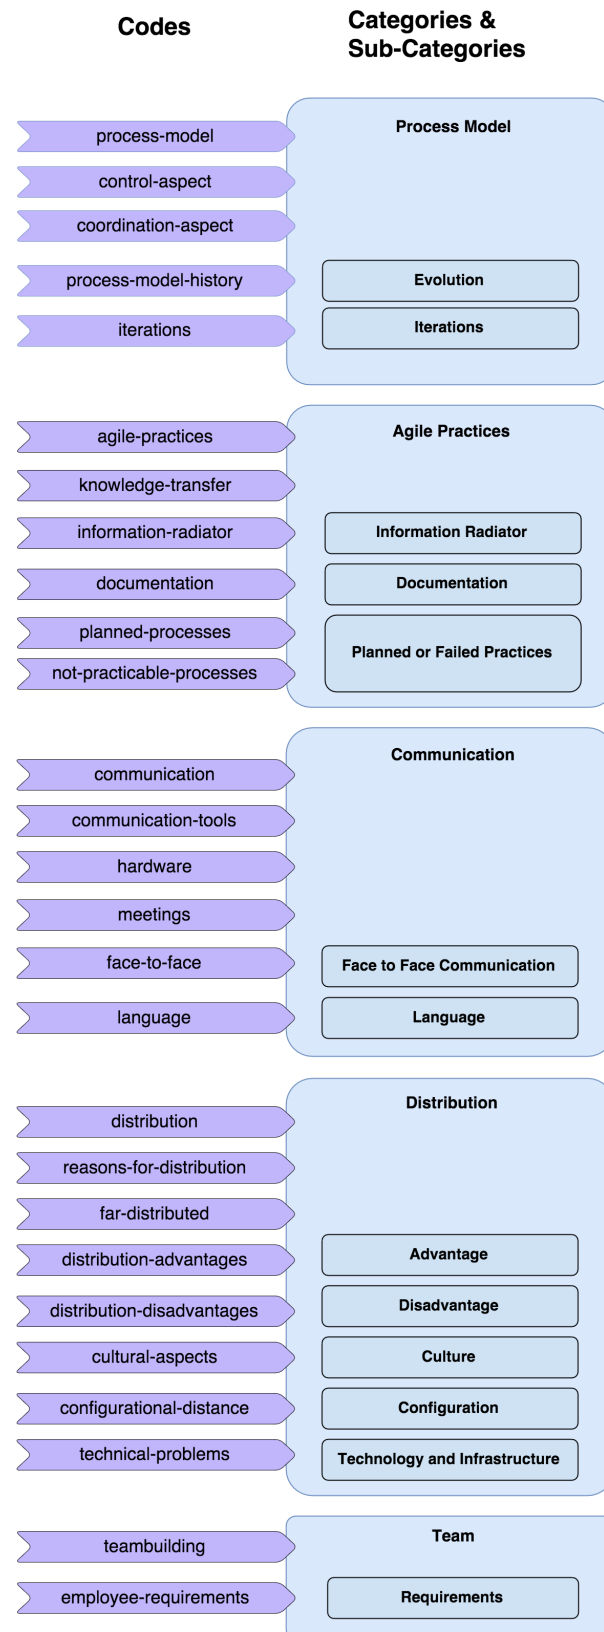 Codes
Categories &
Sub-Categories
Process Model
process-model
control-aspect
coordination-aspect
process-model-history
Evolution
iterations
Iterations
Agile Practices
agile-practices
knowledge-transfer
information-radiator
Information Radiator
documentation
Documentation
planned-processes
Planned or Failed Practices
not-practicable-processes
Communication
communication
communication-tools
hardware
meetings
face-to-face
Face to Face Communication
language
Language
Distribution
distribution
reasons-for-distribution
far-distributed
distribution-advantages
Advantage
distribution-disadvantages
Disadvantage
cultural-aspects
Culture
configurational-distance
Configuration
technical-problems
Technology and Infrastructure
Team
teambuilding
employee-requirements
Requirements